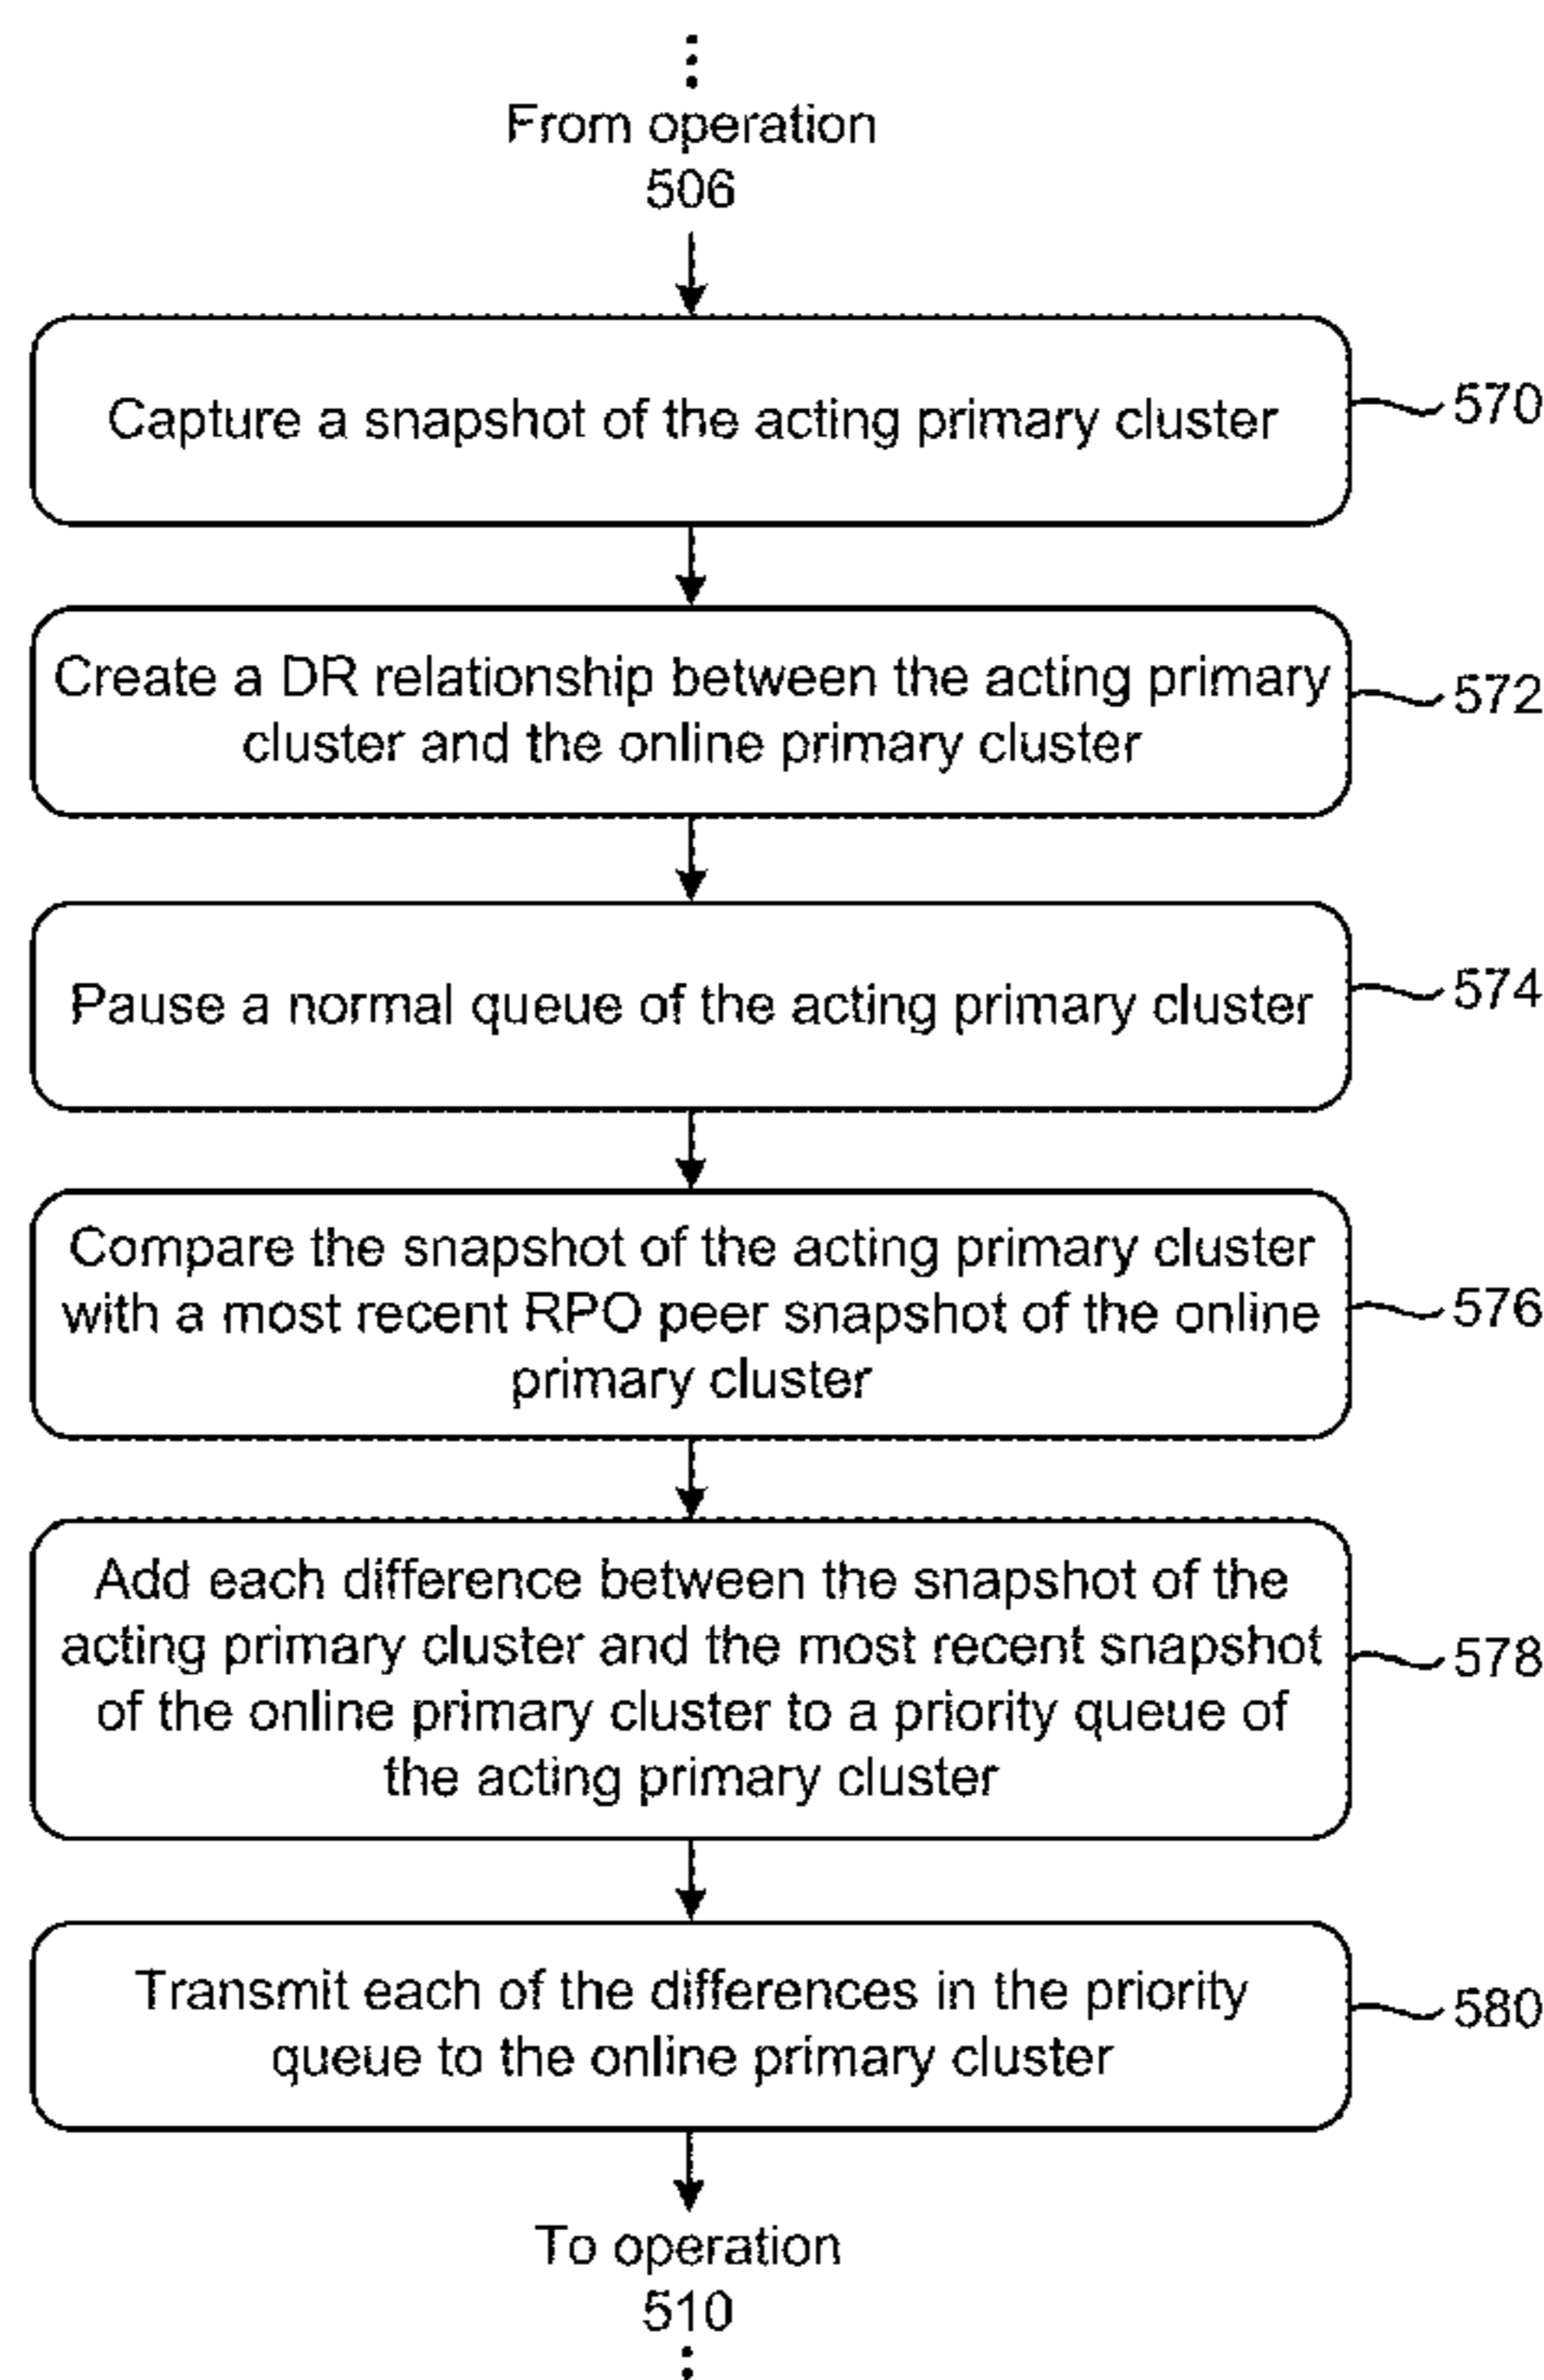 From operation
506
Capture a snapshot of the acting primary cluster
570
Create a DR relationship between the acting primary
cluster and the online primary cluster
572
Pause a normal queue of the acting primary cluster
574
Compare the snapshot of the acting primary cluster
with a most recent RPO peer snapshot of the online
primary cluster
576
Add each difference between the snapshot of the
acting primary cluster and the most recent snapshot
of the online primary cluster to a priority queue of
the acting primary cluster
578
Transmit each of the differences in the priority
queue to the online primary cluster
580
To operation
510